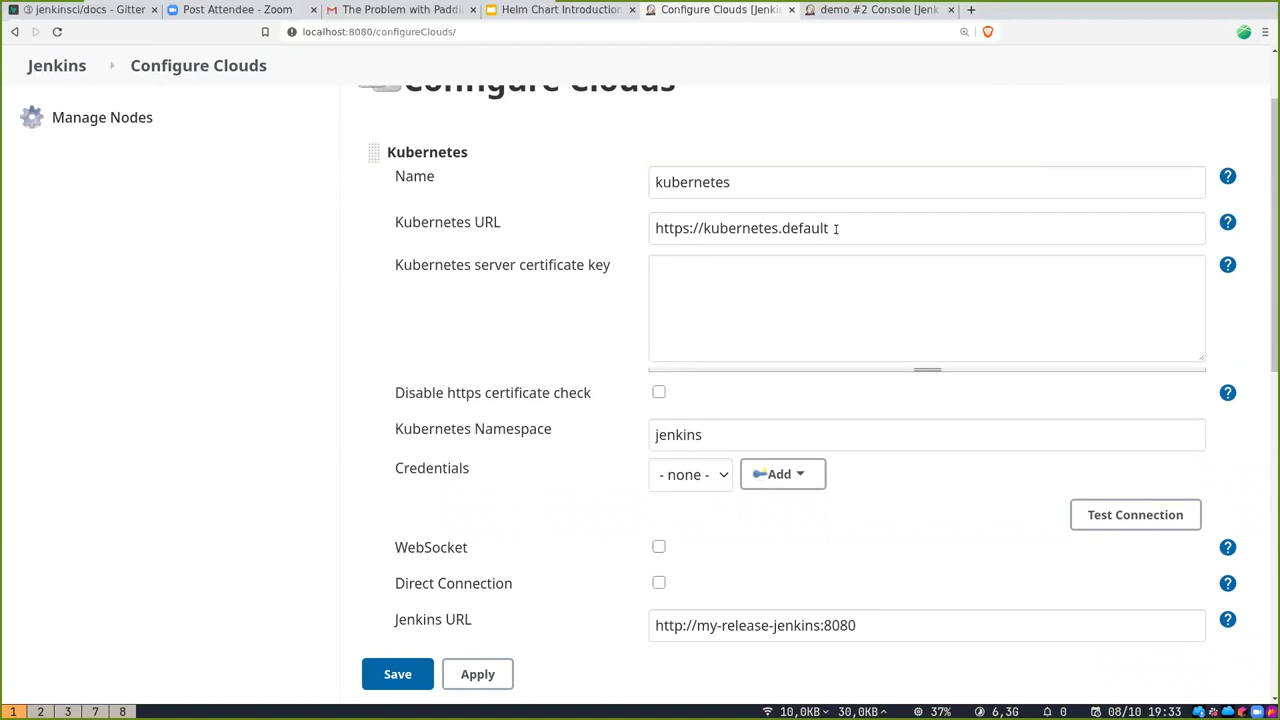 jenkinsci/docs - Gitter
Post Attendee - Zoom
The Problem with Paddi
Helm Chart Introduction
Configure Clouds [Jenki
demo #2 Console [Jenk
localhost:8080/configureClouds/
Jenkins
Configure Clouds
Manage Nodes
Configure Clouds
Kubernetes
Name
kubernetes
Kubernetes URL
https://kubernetes.default
Kubernetes server certificate key
Disable https certificate check
Kubernetes Namespace
jenkins
Credentials
- none -
Add
Test Connection
WebSocket
Direct Connection
Jenkins URL
http://my-release-jenkins:8080
Save
Apply
1 2 3 7 8
10,0KB 30,0KB 37% 6,3G 0 08/10 19:33